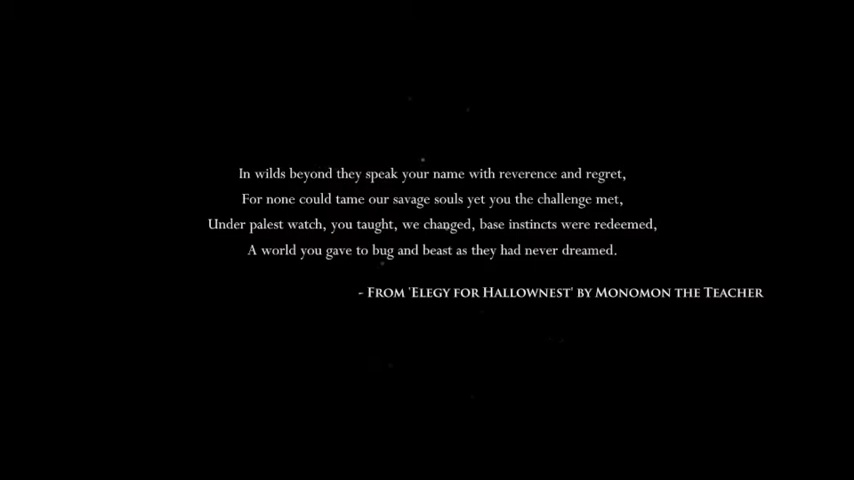 In wilds beyond they speak your name with reverence and regret,
For none could tame our savage souls yet you the challenge met,
Under palest watch, you taught, we changed, base instincts were redeemed,
A world you gave to bug and beast as they had never dreamed.
- From 'Elegy for Hallownest' by Monomon the Teacher